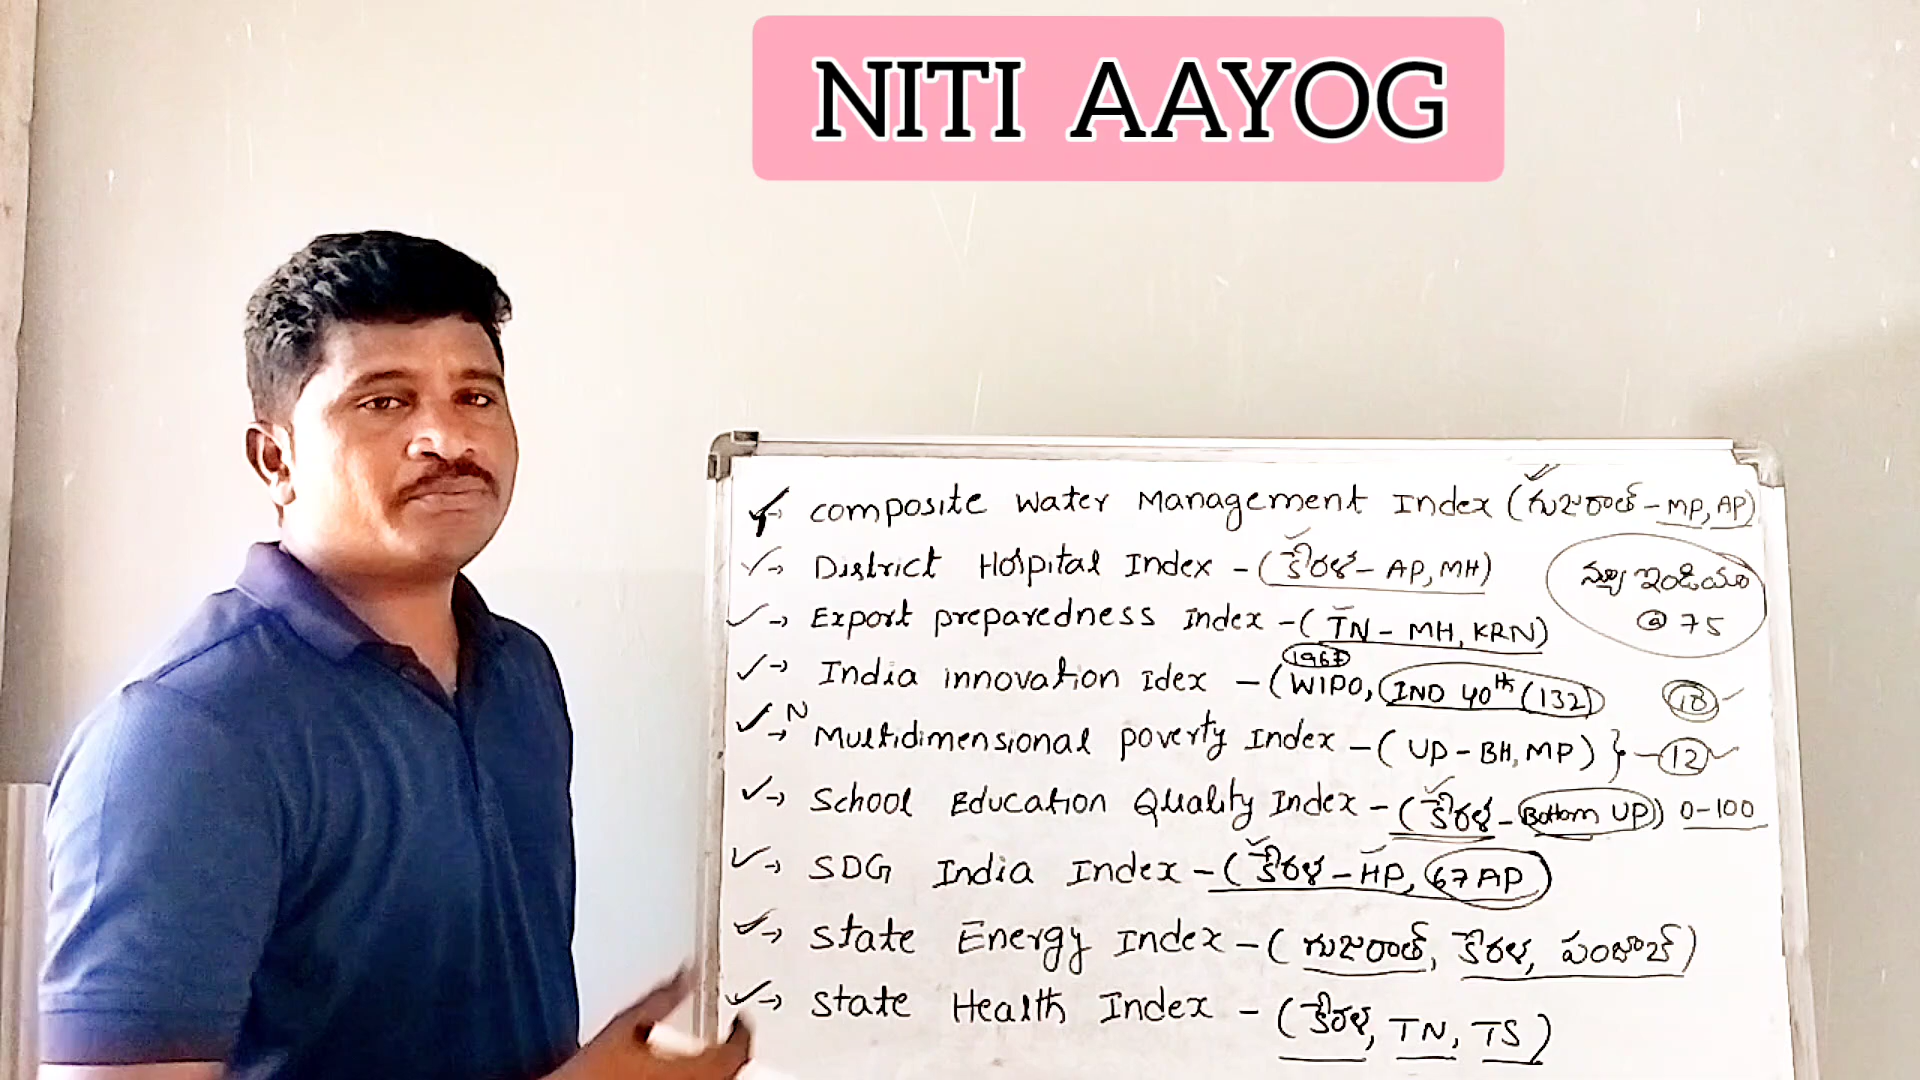 NITI AAYOG
→ Composite Water Management Index (గుజరాత్ - MP, AP)
→ District Hospital Index - (కేరళ - AP, MH)
న్యూ ఇండియా
@ 75
→ Export preparedness Index - (TN - MH, KRN)
1967
→ India innovation Idex - (WIPO, IND 40th (132) 18
N
→ Multidimensional poverty Index - (UP - BH, MP) } - 12
→ School Education Quality Index - (కేరళ - Bottom UP) 0-100
→ SDG India Index - (కేరళ - HP, 67 AP)
→ State Energy Index - (గుజరాత్, కేరళ, పంజాబ్)
→ State Health Index - (కేరళ, TN, TS)